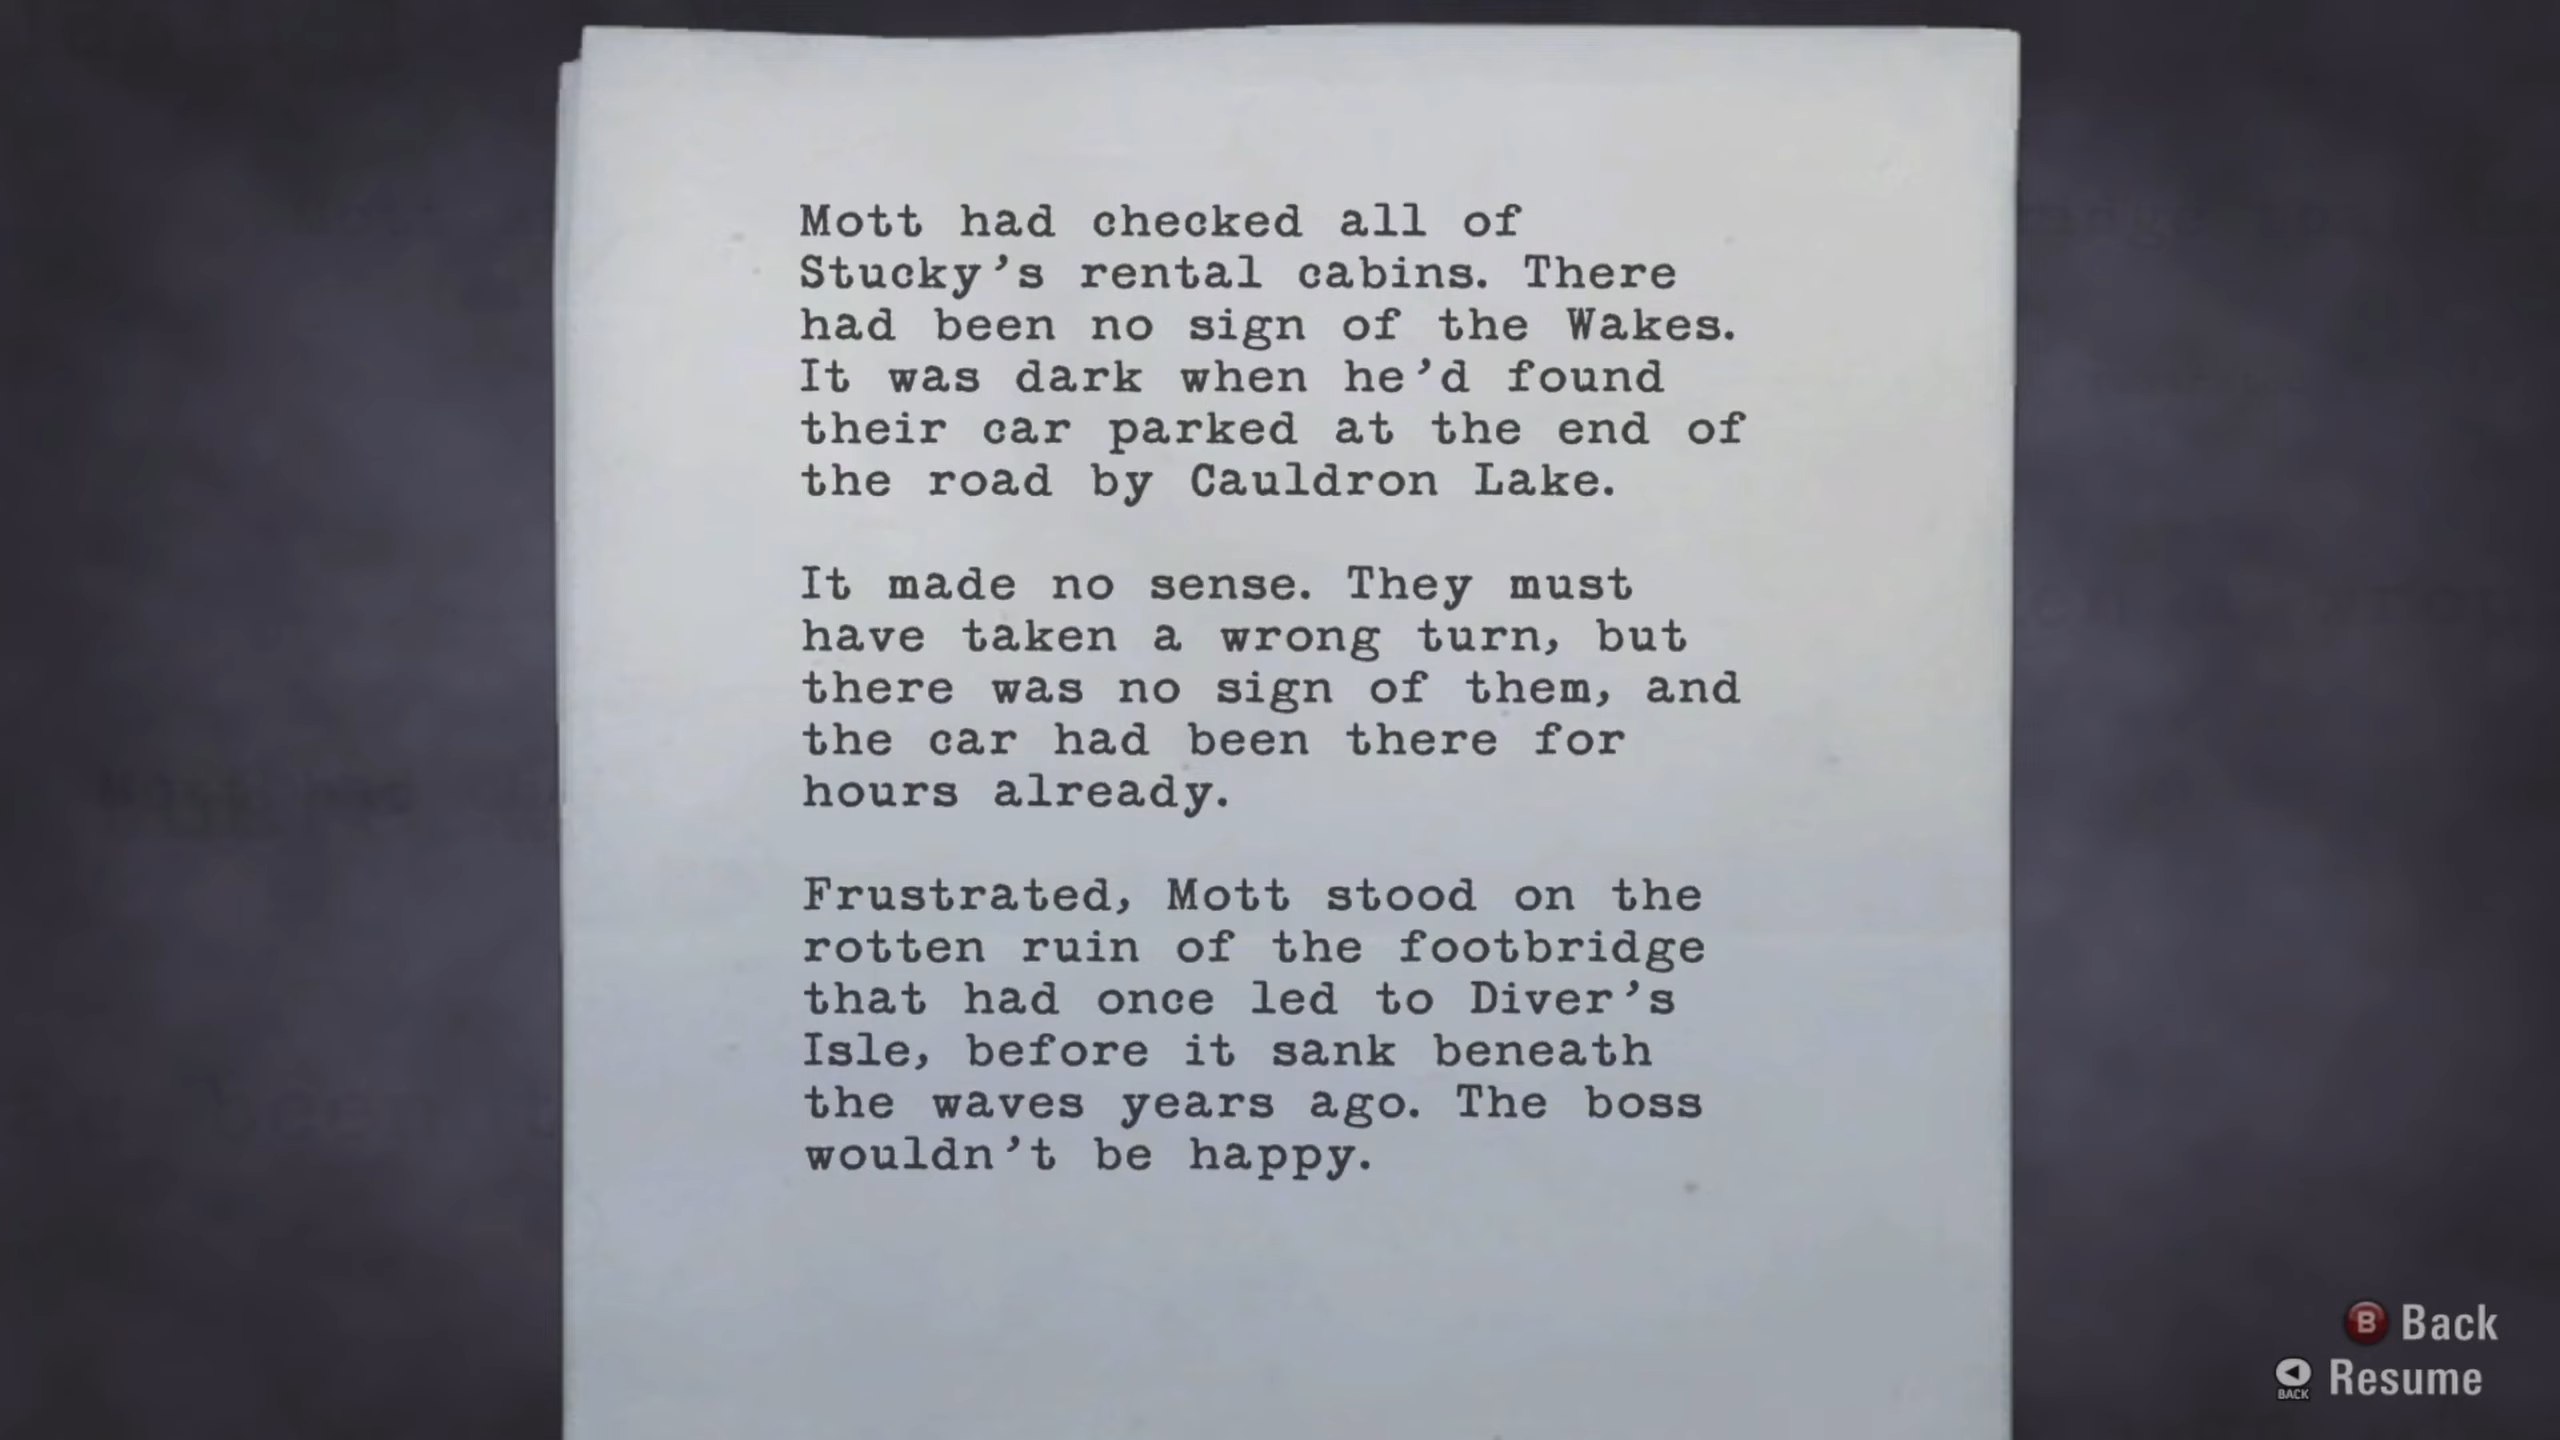 Mott had checked all of
Stucky's rental cabins. There
had been no sign of the Wakes.
It was dark when he'd found
their car parked at the end of
the road by Cauldron Lake.
It made no sense. They must
have taken a wrong turn, but
there was no sign of them, and
the car had been there for
hours already.
Frustrated, Mott stood on the
rotten ruin of the footbridge
that had once led to Diver's
Isle, before it sank beneath
the waves years ago. The boss
wouldn't be happy.
B Back
BACK Resume